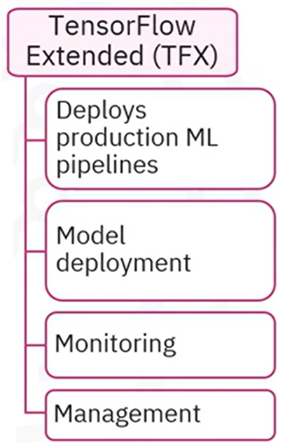 TensorFlow
Extended (TFX)
Deploys
production ML
pipelines
Model
deployment
Monitoring
Management